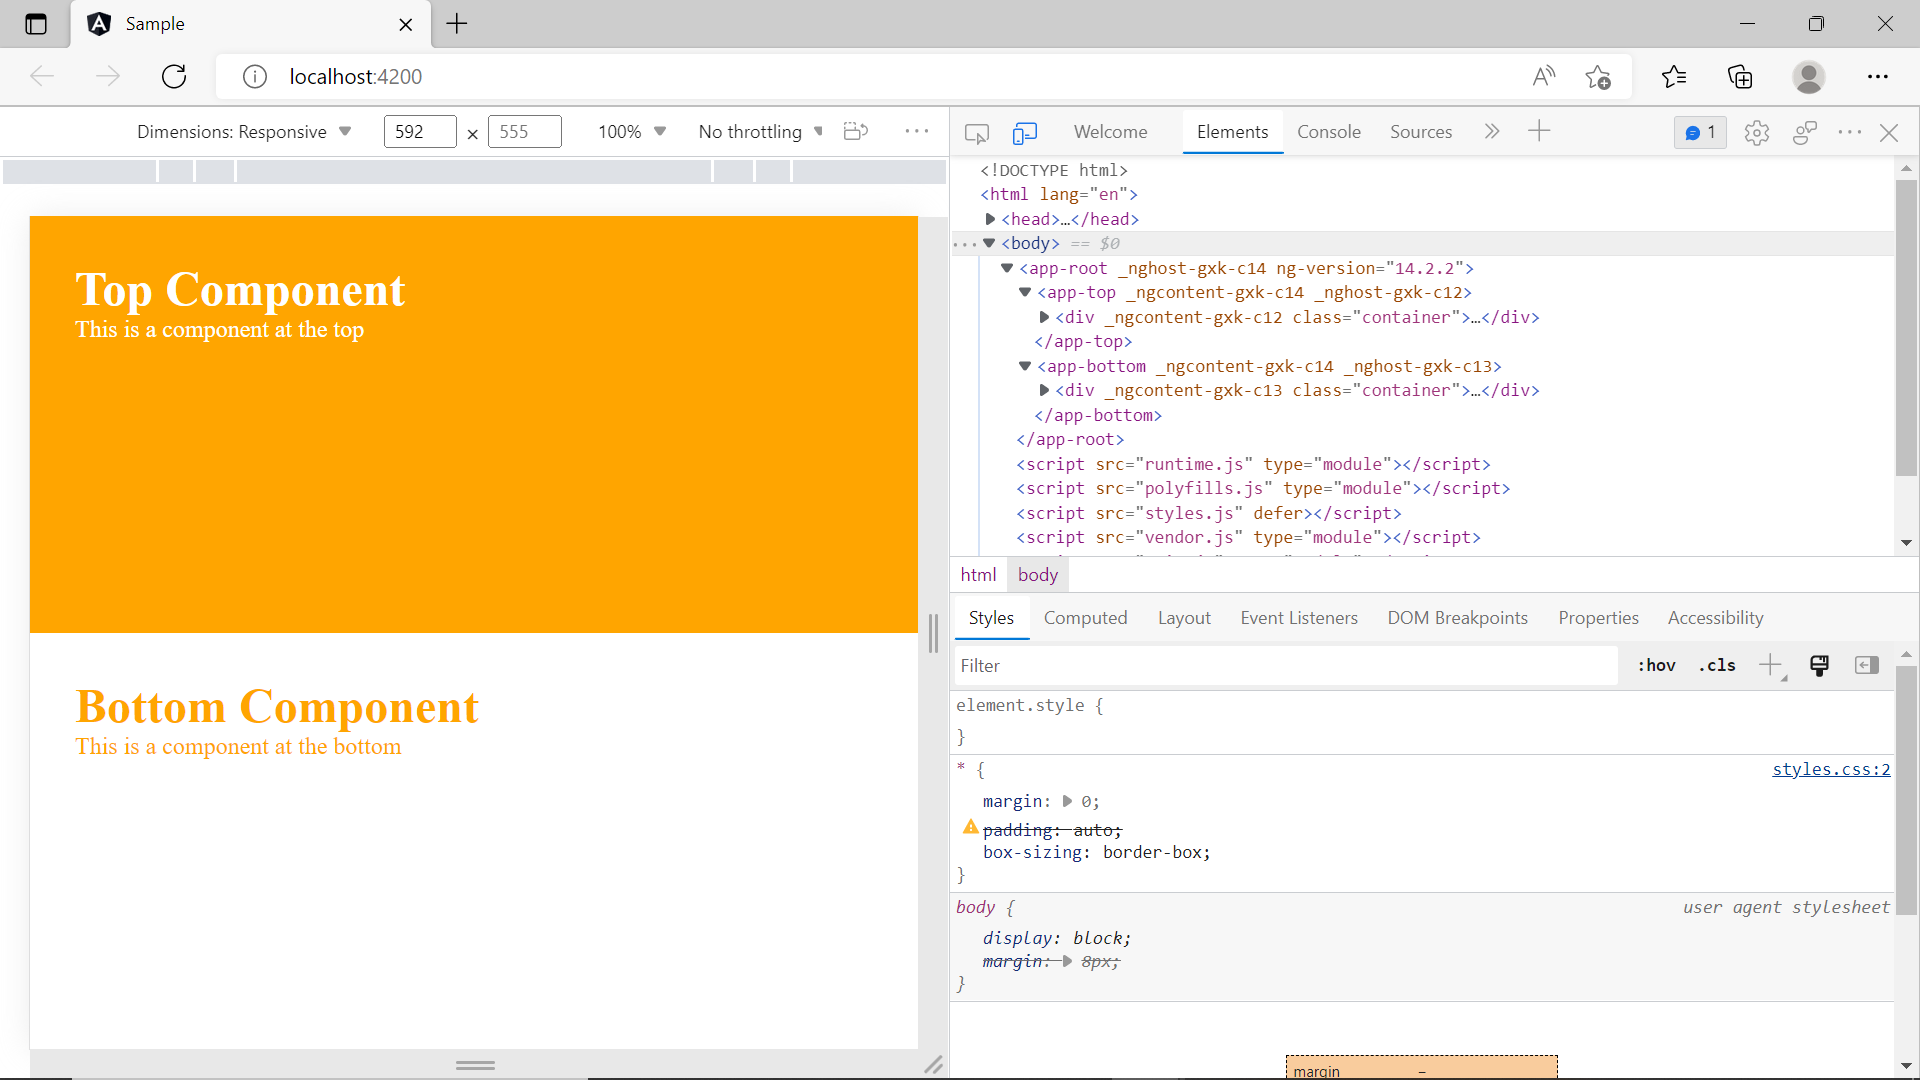 Sample
localhost:4200
Dimensions: Responsive 592 × 555 100% No throttling
Welcome Elements Console Sources 1
<!DOCTYPE html>
<html lang="en">
<head>…</head>
<body> == $0
<app-root _nghost-gxk-c14 ng-version="14.2.2">
<app-top _ngcontent-gxk-c14 _nghost-gxk-c12>
<div _ngcontent-gxk-c12 class="container">…</div>
</app-top>
<app-bottom _ngcontent-gxk-c14 _nghost-gxk-c13>
<div _ngcontent-gxk-c13 class="container">…</div>
</app-bottom>
</app-root>
<script src="runtime.js" type="module"></script>
<script src="polyfills.js" type="module"></script>
<script src="styles.js" defer></script>
<script src="vendor.js" type="module"></script>
html body
Styles Computed Layout Event Listeners DOM Breakpoints Properties Accessibility
Filter :hov .cls
element.style {
}
* { styles.css:2
margin: 0;
padding: auto;
box-sizing: border-box;
}
body { user agent stylesheet
display: block;
margin: 8px;
}
margin –
Top Component
This is a component at the top
Bottom Component
This is a component at the bottom